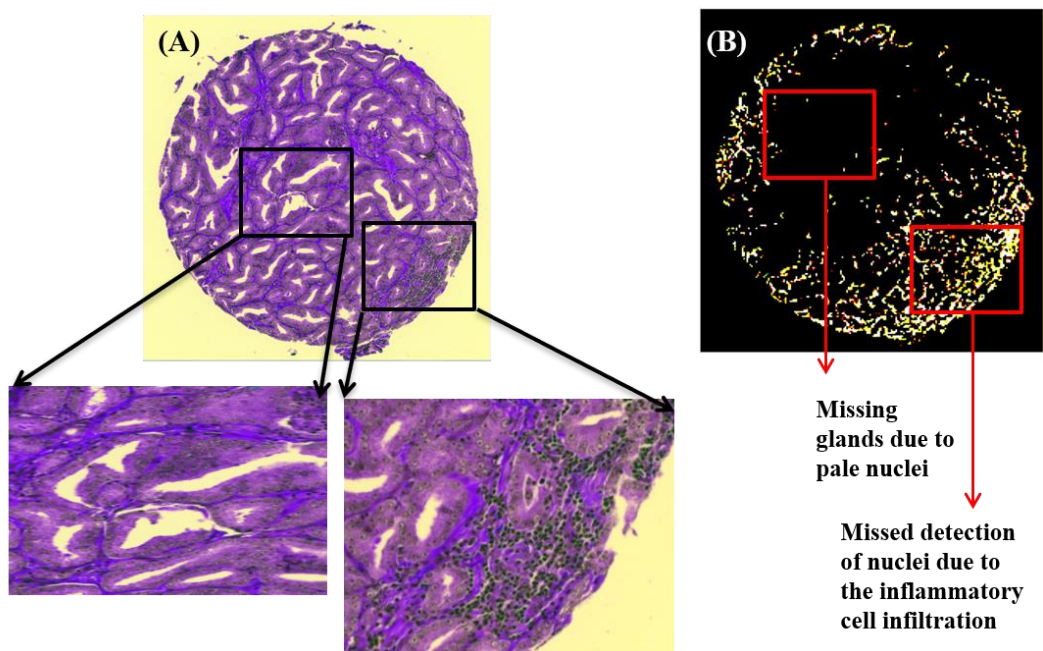 (A)
(B)
Missing
glands due to
pale nuclei
Missed detection
of nuclei due to
the inflammatory
cell infiltration